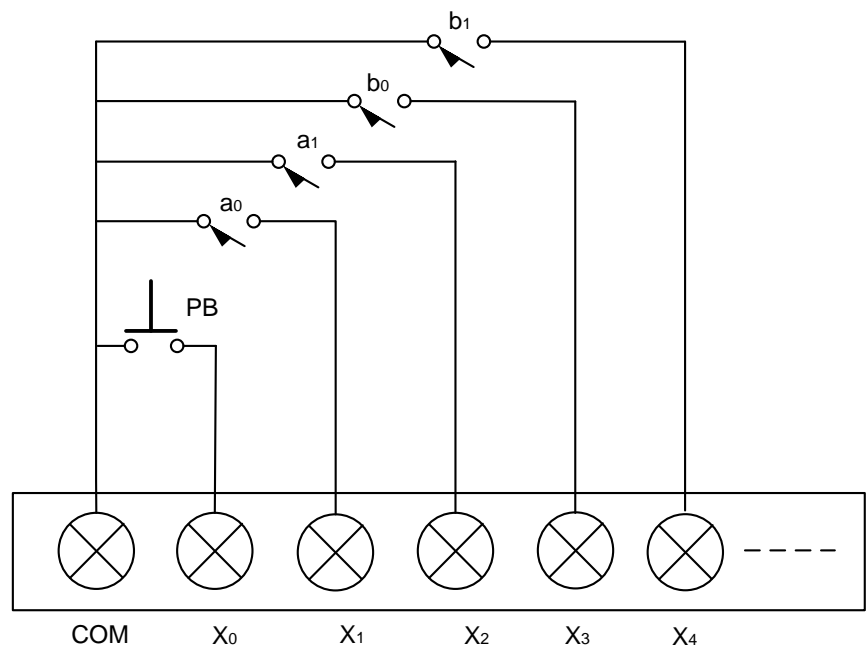 b₁
b₀
a₁
a₀
PB
COM X₀ X₁ X₂ X₃ X₄